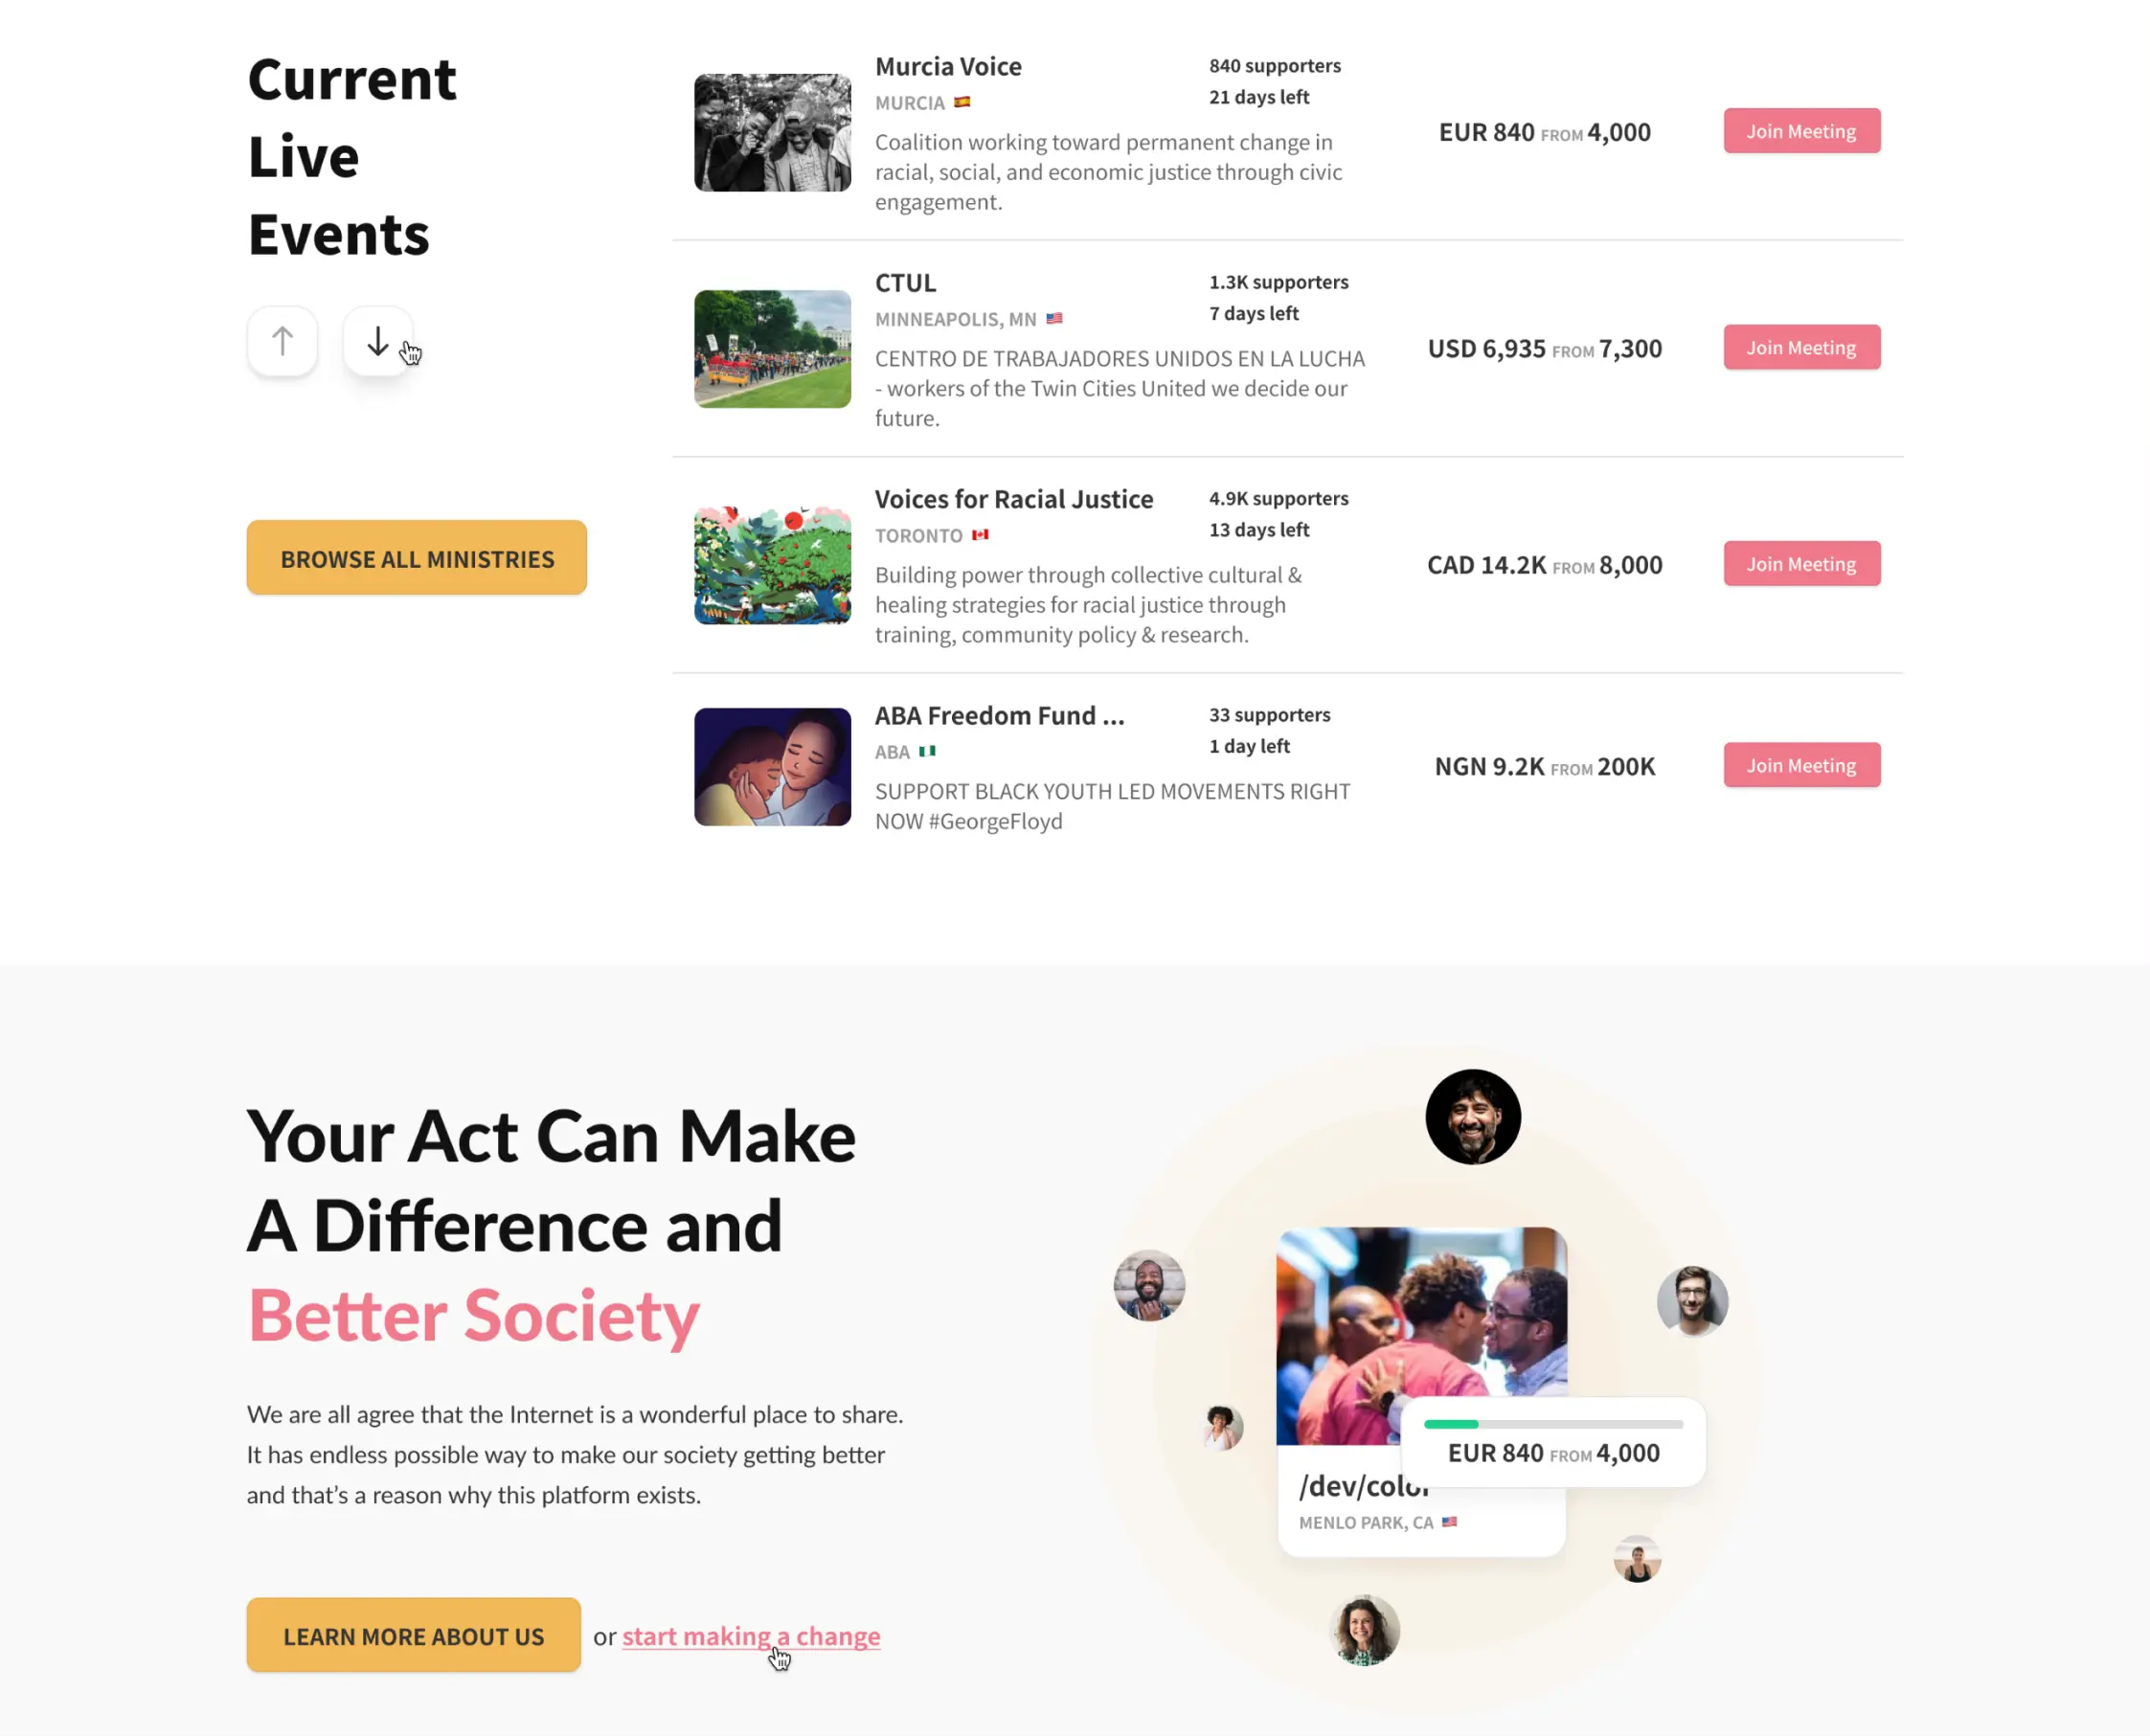 Current
Live
Events
BROWSE ALL MINISTRIES
Murcia Voice
MURCIA
840 supporters
21 days left
Coalition working toward permanent change in
racial, social, and economic justice through civic
engagement.
EUR 840 FROM 4,000
Join Meeting
CTUL
MINNEAPOLIS, MN
1.3K supporters
7 days left
CENTRO DE TRABAJADORES UNIDOS EN LA LUCHA
- workers of the Twin Cities United we decide our
future.
USD 6,935 FROM 7,300
Join Meeting
Voices for Racial Justice
TORONTO
4.9K supporters
13 days left
Building power through collective cultural &
healing strategies for racial justice through
training, community policy & research.
CAD 14.2K FROM 8,000
Join Meeting
ABA Freedom Fund ...
ABA
33 supporters
1 day left
SUPPORT BLACK YOUTH LED MOVEMENTS RIGHT
NOW #GeorgeFloyd
NGN 9.2K FROM 200K
Join Meeting
Your Act Can Make
A Difference and
Better Society
We are all agree that the Internet is a wonderful place to share.
It has endless possible way to make our society getting better
and that’s a reason why this platform exists.
LEARN MORE ABOUT US or start making a change
EUR 840 FROM 4,000
/dev/color
MENLO PARK, CA